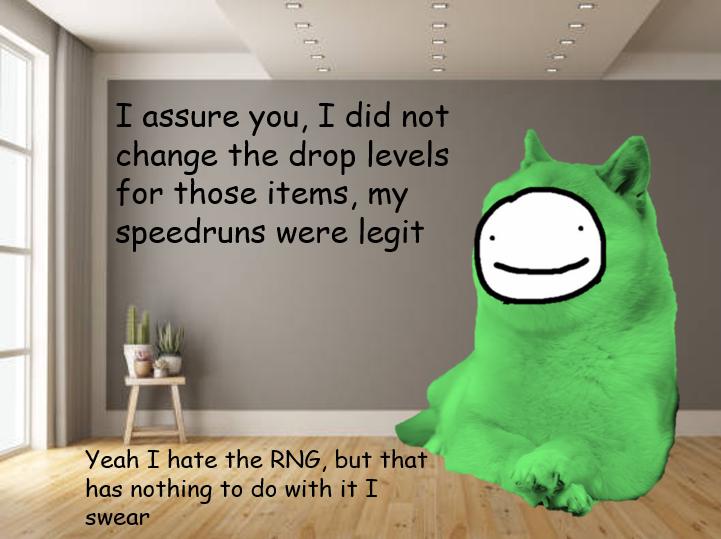 I assure you, I did not
change the drop levels
for those items, my
speedruns were legit
Yeah I hate the RNG, but that
has nothing to do with it I
swear